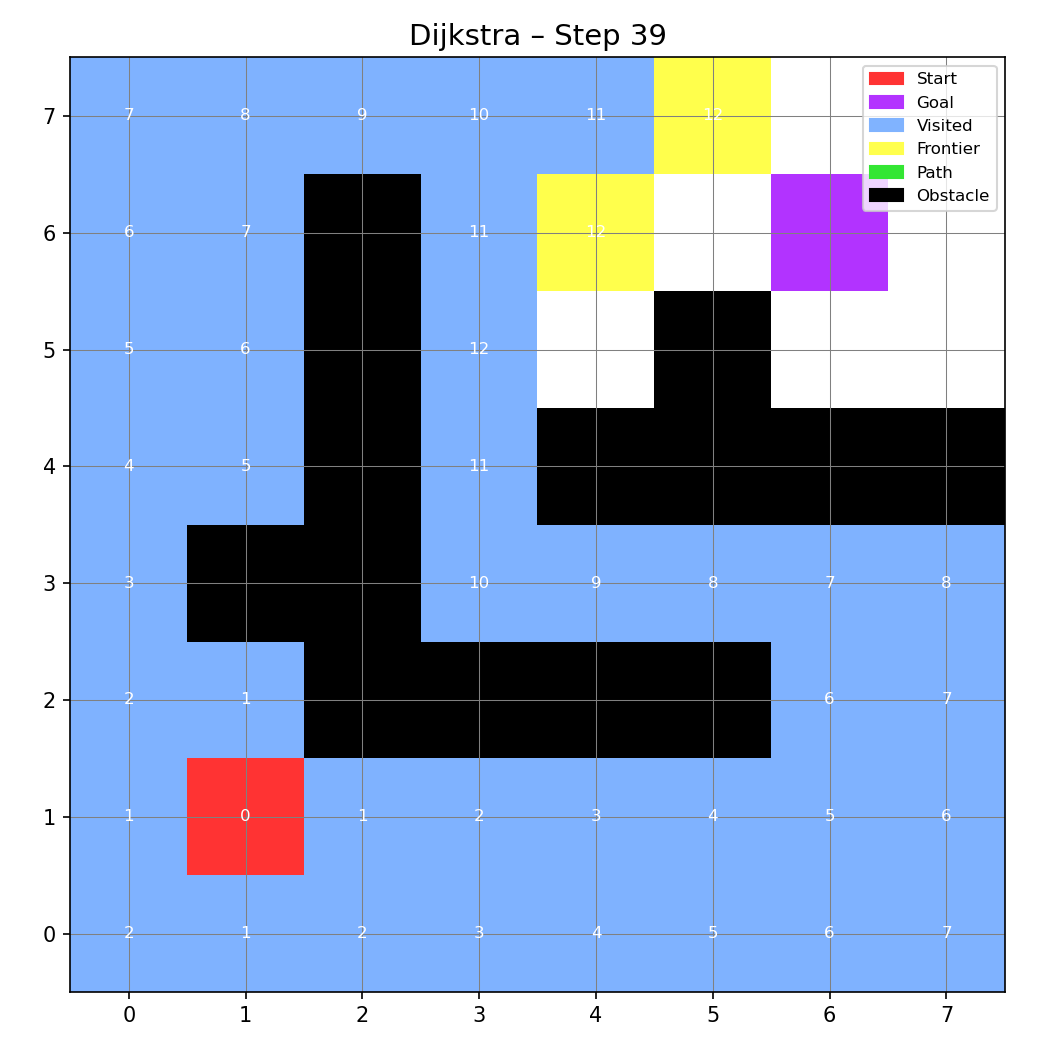 Dijkstra – Step 39
Start
Goal
Visited
Frontier
Path
Obstacle
7 7 8 9 10 11 12
6 6 7 11 12
5 5 6 12
4 4 5 11
3 3 10 9 8 7 8
2 2 1 6 7
1 1 0 1 2 3 4 5 6
0 2 1 2 3 4 5 6 7
0 1 2 3 4 5 6 7